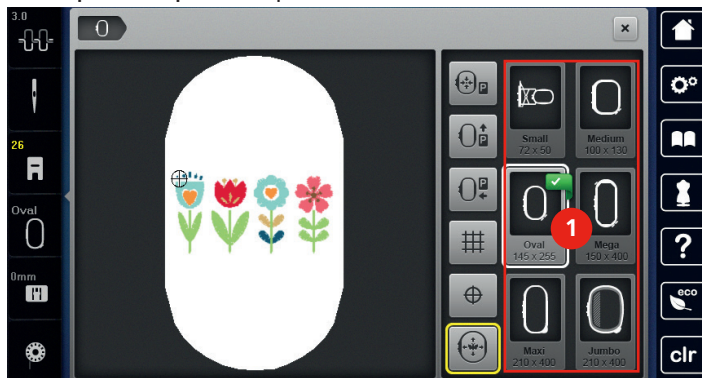 3.0
0
×
26
Oval
0mm
P
P
P
Small
72 x 50
Medium
100 x 130
Oval
145 x 255
Mega
150 x 400
1
Maxi
210 x 400
Jumbo
210 x 400
?
eco
clr